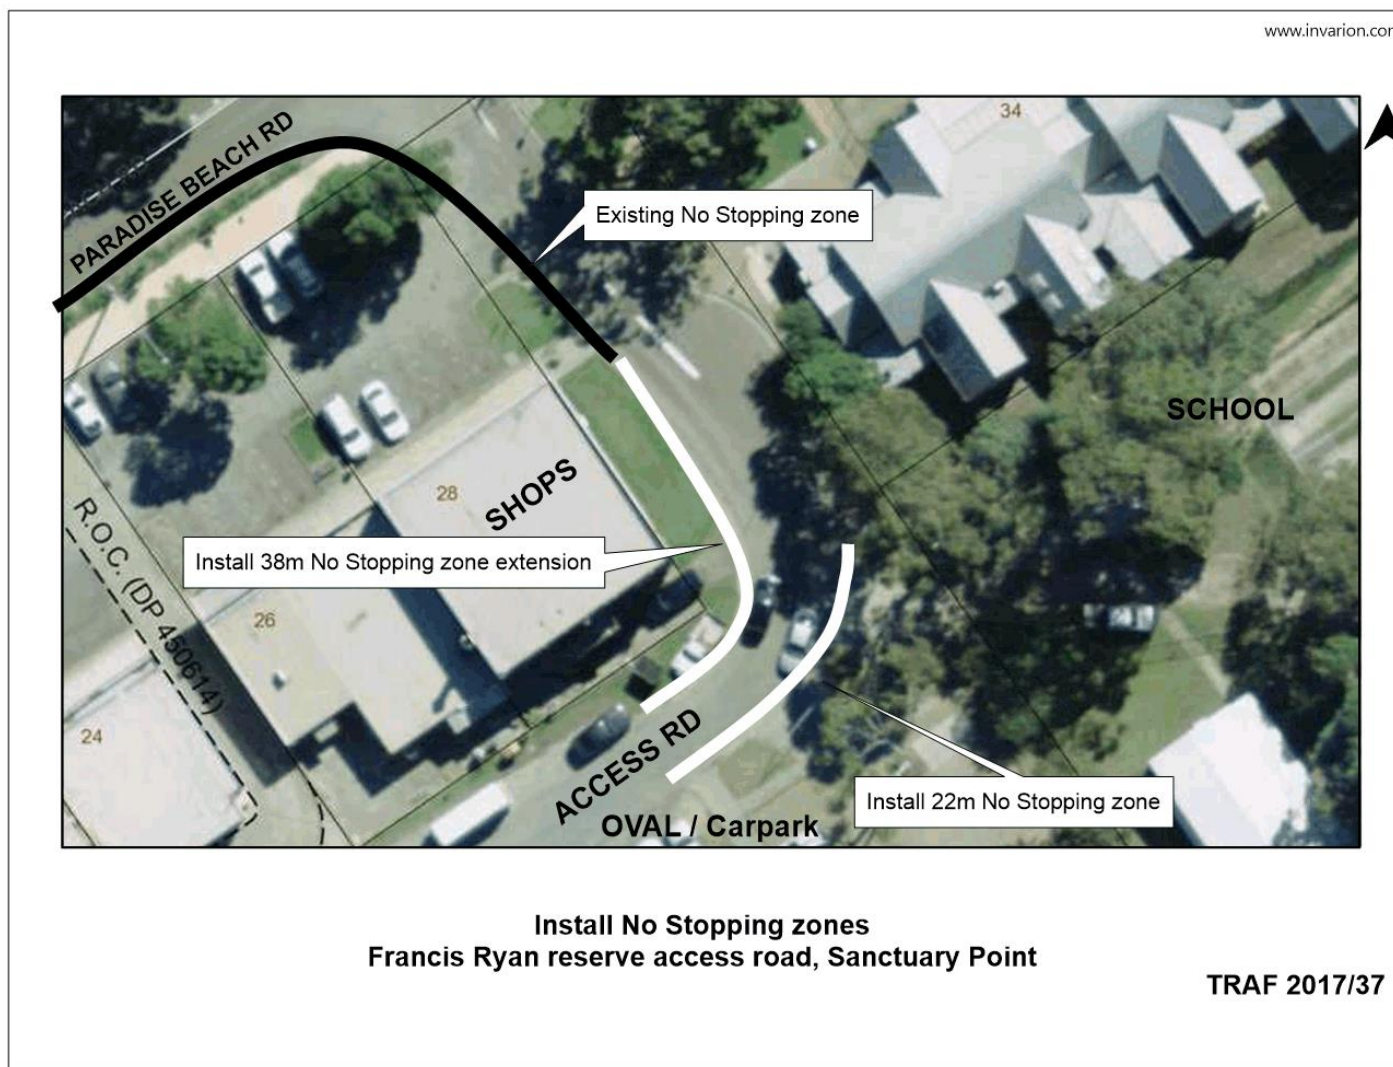 www.invarion.com
34
PARADISE BEACH RD
Existing No Stopping zone
SCHOOL
28
SHOPS
R.O.C. (DP 450614)
Install 38m No Stopping zone extension
26
24
ACCESS RD
Install 22m No Stopping zone
OVAL / Carpark
Install No Stopping zones
Francis Ryan reserve access road, Sanctuary Point
TRAF 2017/37